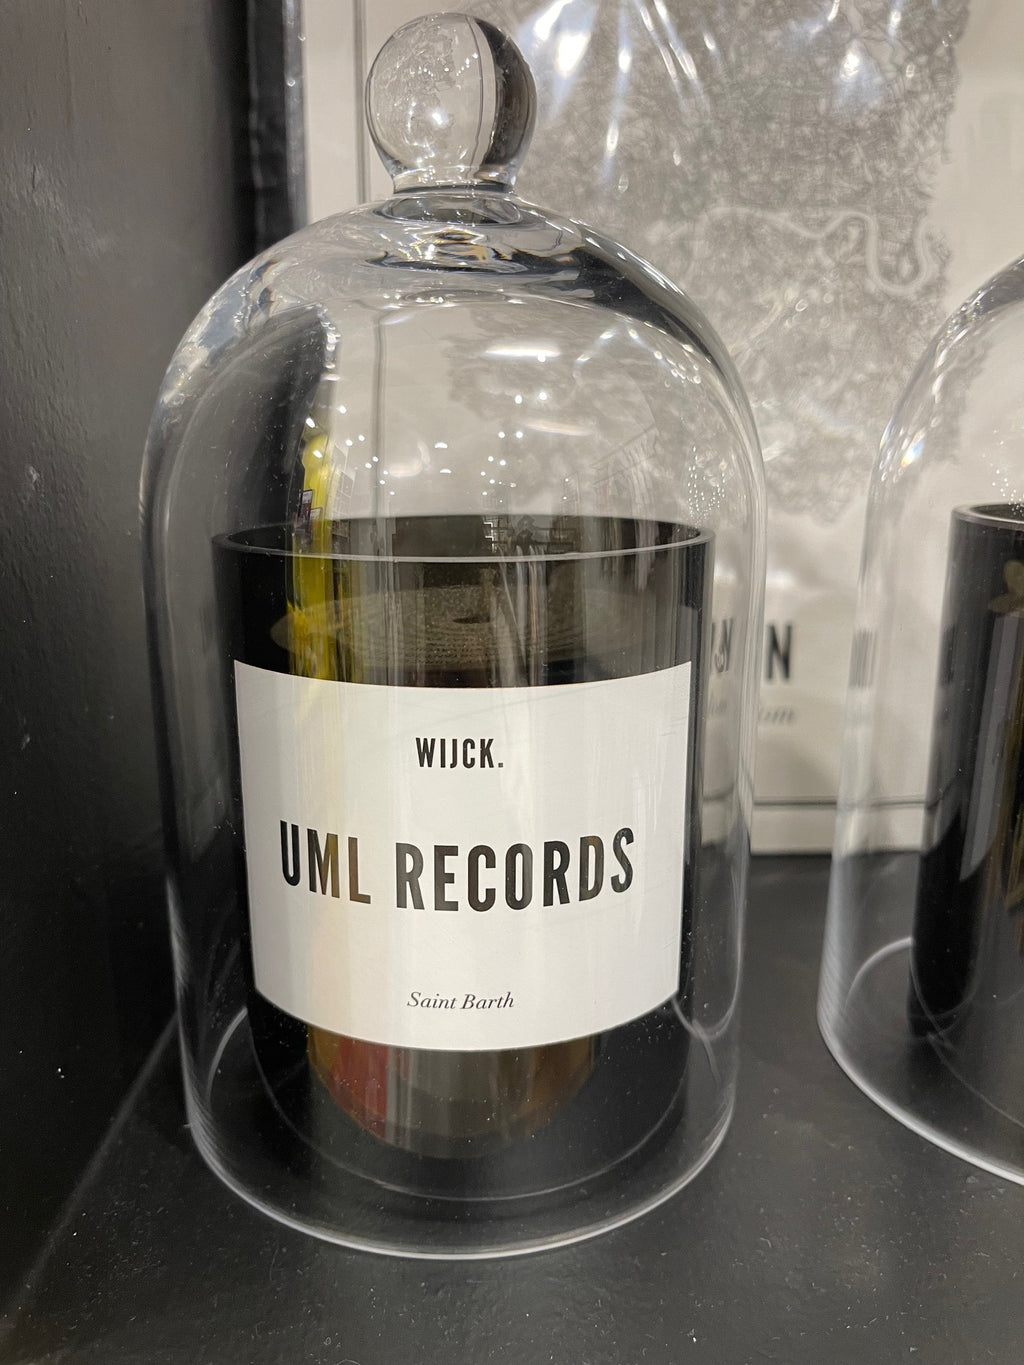 WIJCK.
UML RECORDS
Saint Barth